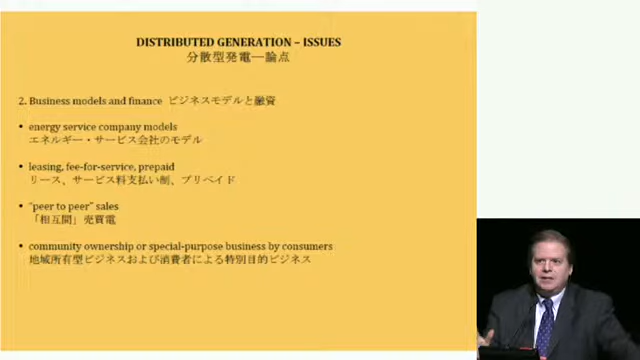 DISTRIBUTED GENERATION – ISSUES
分散型発電―論点
2. Business models and finance ビジネスモデルと融資
• energy service company models
エネルギー・サービス会社のモデル
• leasing, fee-for-service, prepaid
リース、サービス料支払い制、プリペイド
• "peer to peer" sales
「相互間」売買電
• community ownership or special-purpose business by consumers
地域所有型ビジネスおよび消費者による特別目的ビジネス